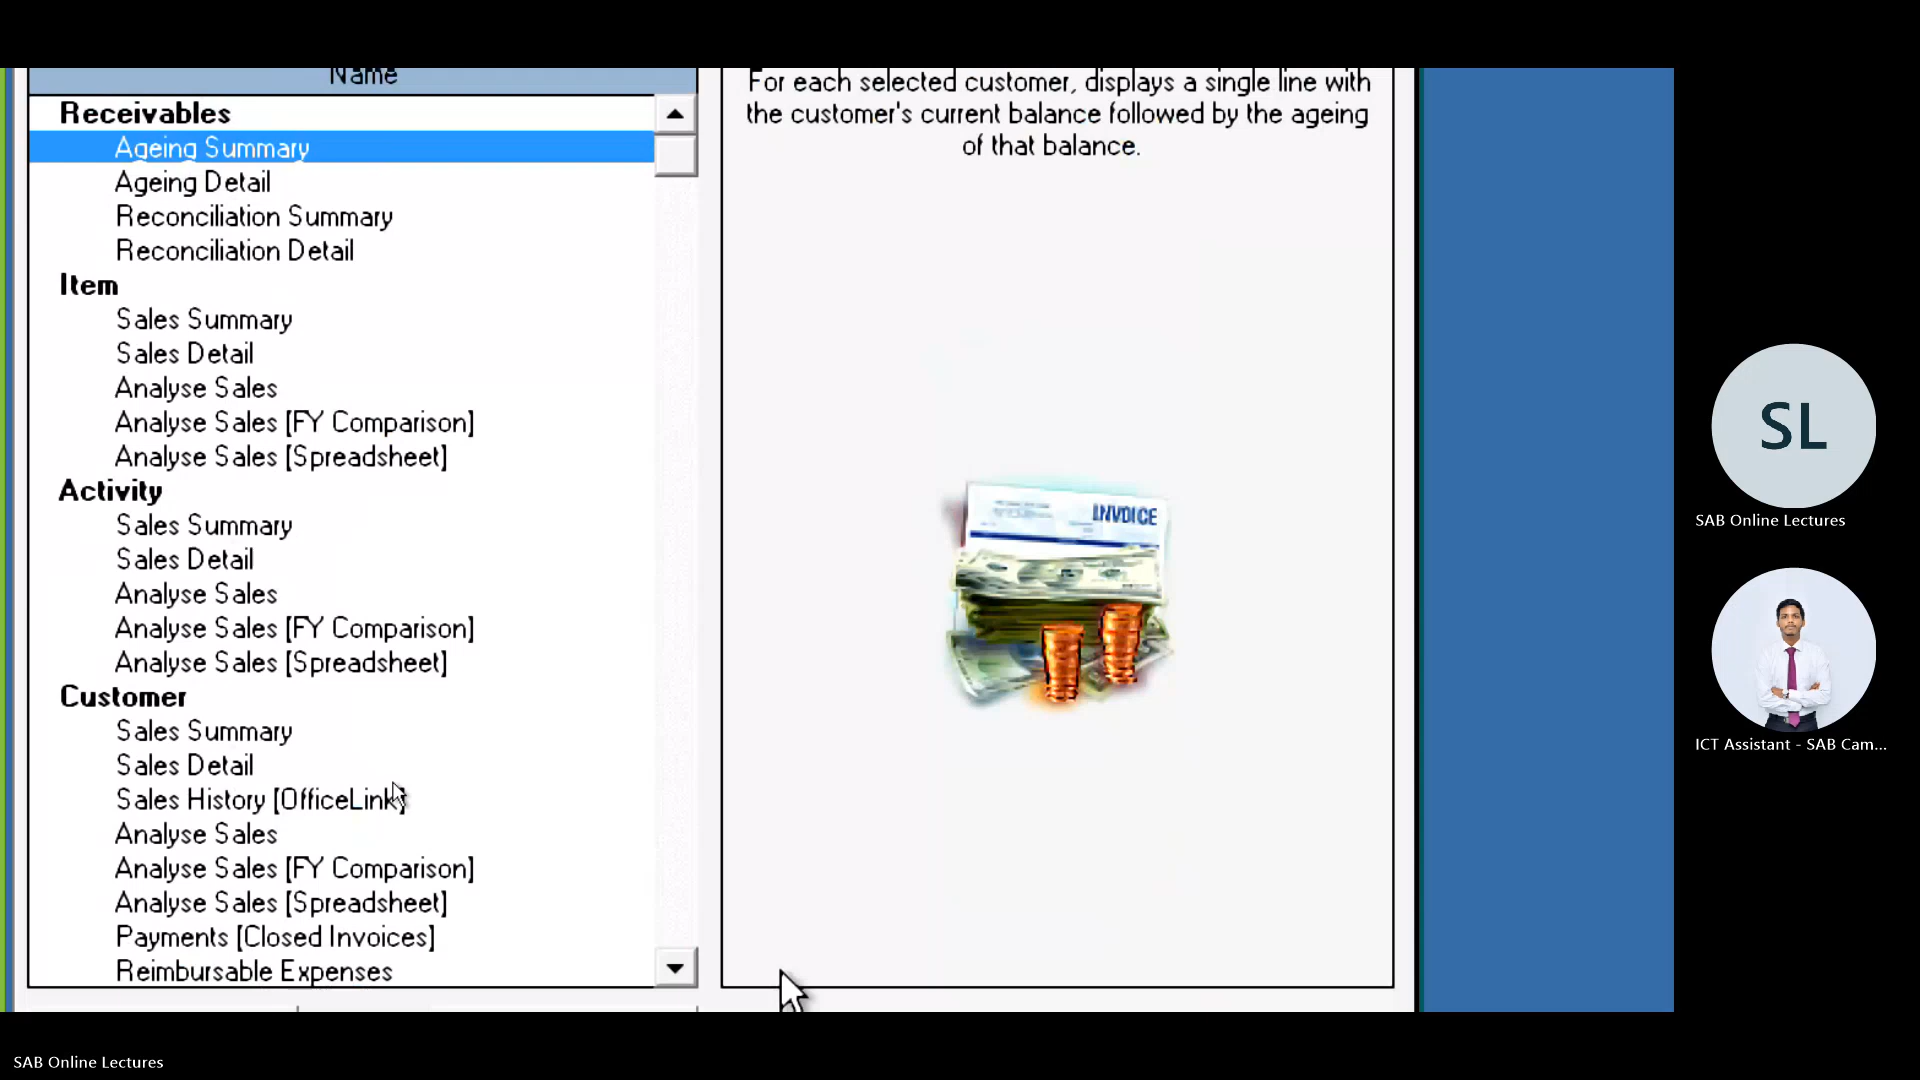 Name
Receivables
Ageing Summary
Ageing Detail
Reconciliation Summary
Reconciliation Detail
Item
Sales Summary
Sales Detail
Analyse Sales
Analyse Sales [FY Comparison]
Analyse Sales [Spreadsheet]
Activity
Sales Summary
Sales Detail
Analyse Sales
Analyse Sales [FY Comparison]
Analyse Sales [Spreadsheet]
Customer
Sales Summary
Sales Detail
Sales History [OfficeLink]
Analyse Sales
Analyse Sales [FY Comparison]
Analyse Sales [Spreadsheet]
Payments [Closed Invoices]
Reimbursable Expenses
For each selected customer, displays a single line with
the customer's current balance followed by the ageing
of that balance.
INVOICE
SL
SAB Online Lectures
ICT Assistant - SAB Cam...
SAB Online Lectures